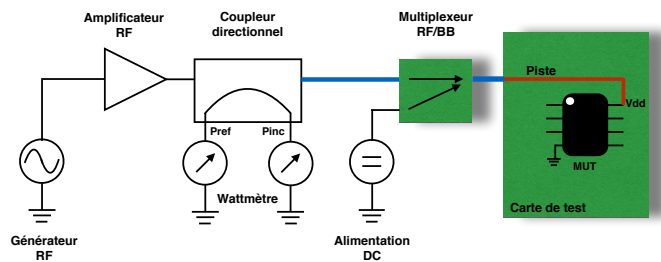 Amplificateur
RF
Coupleur
directionnel
Multiplexeur
RF/BB
Piste
Vdd
Pref
Pinc
MUT
Wattmètre
Carte de test
Générateur
RF
Alimentation
DC